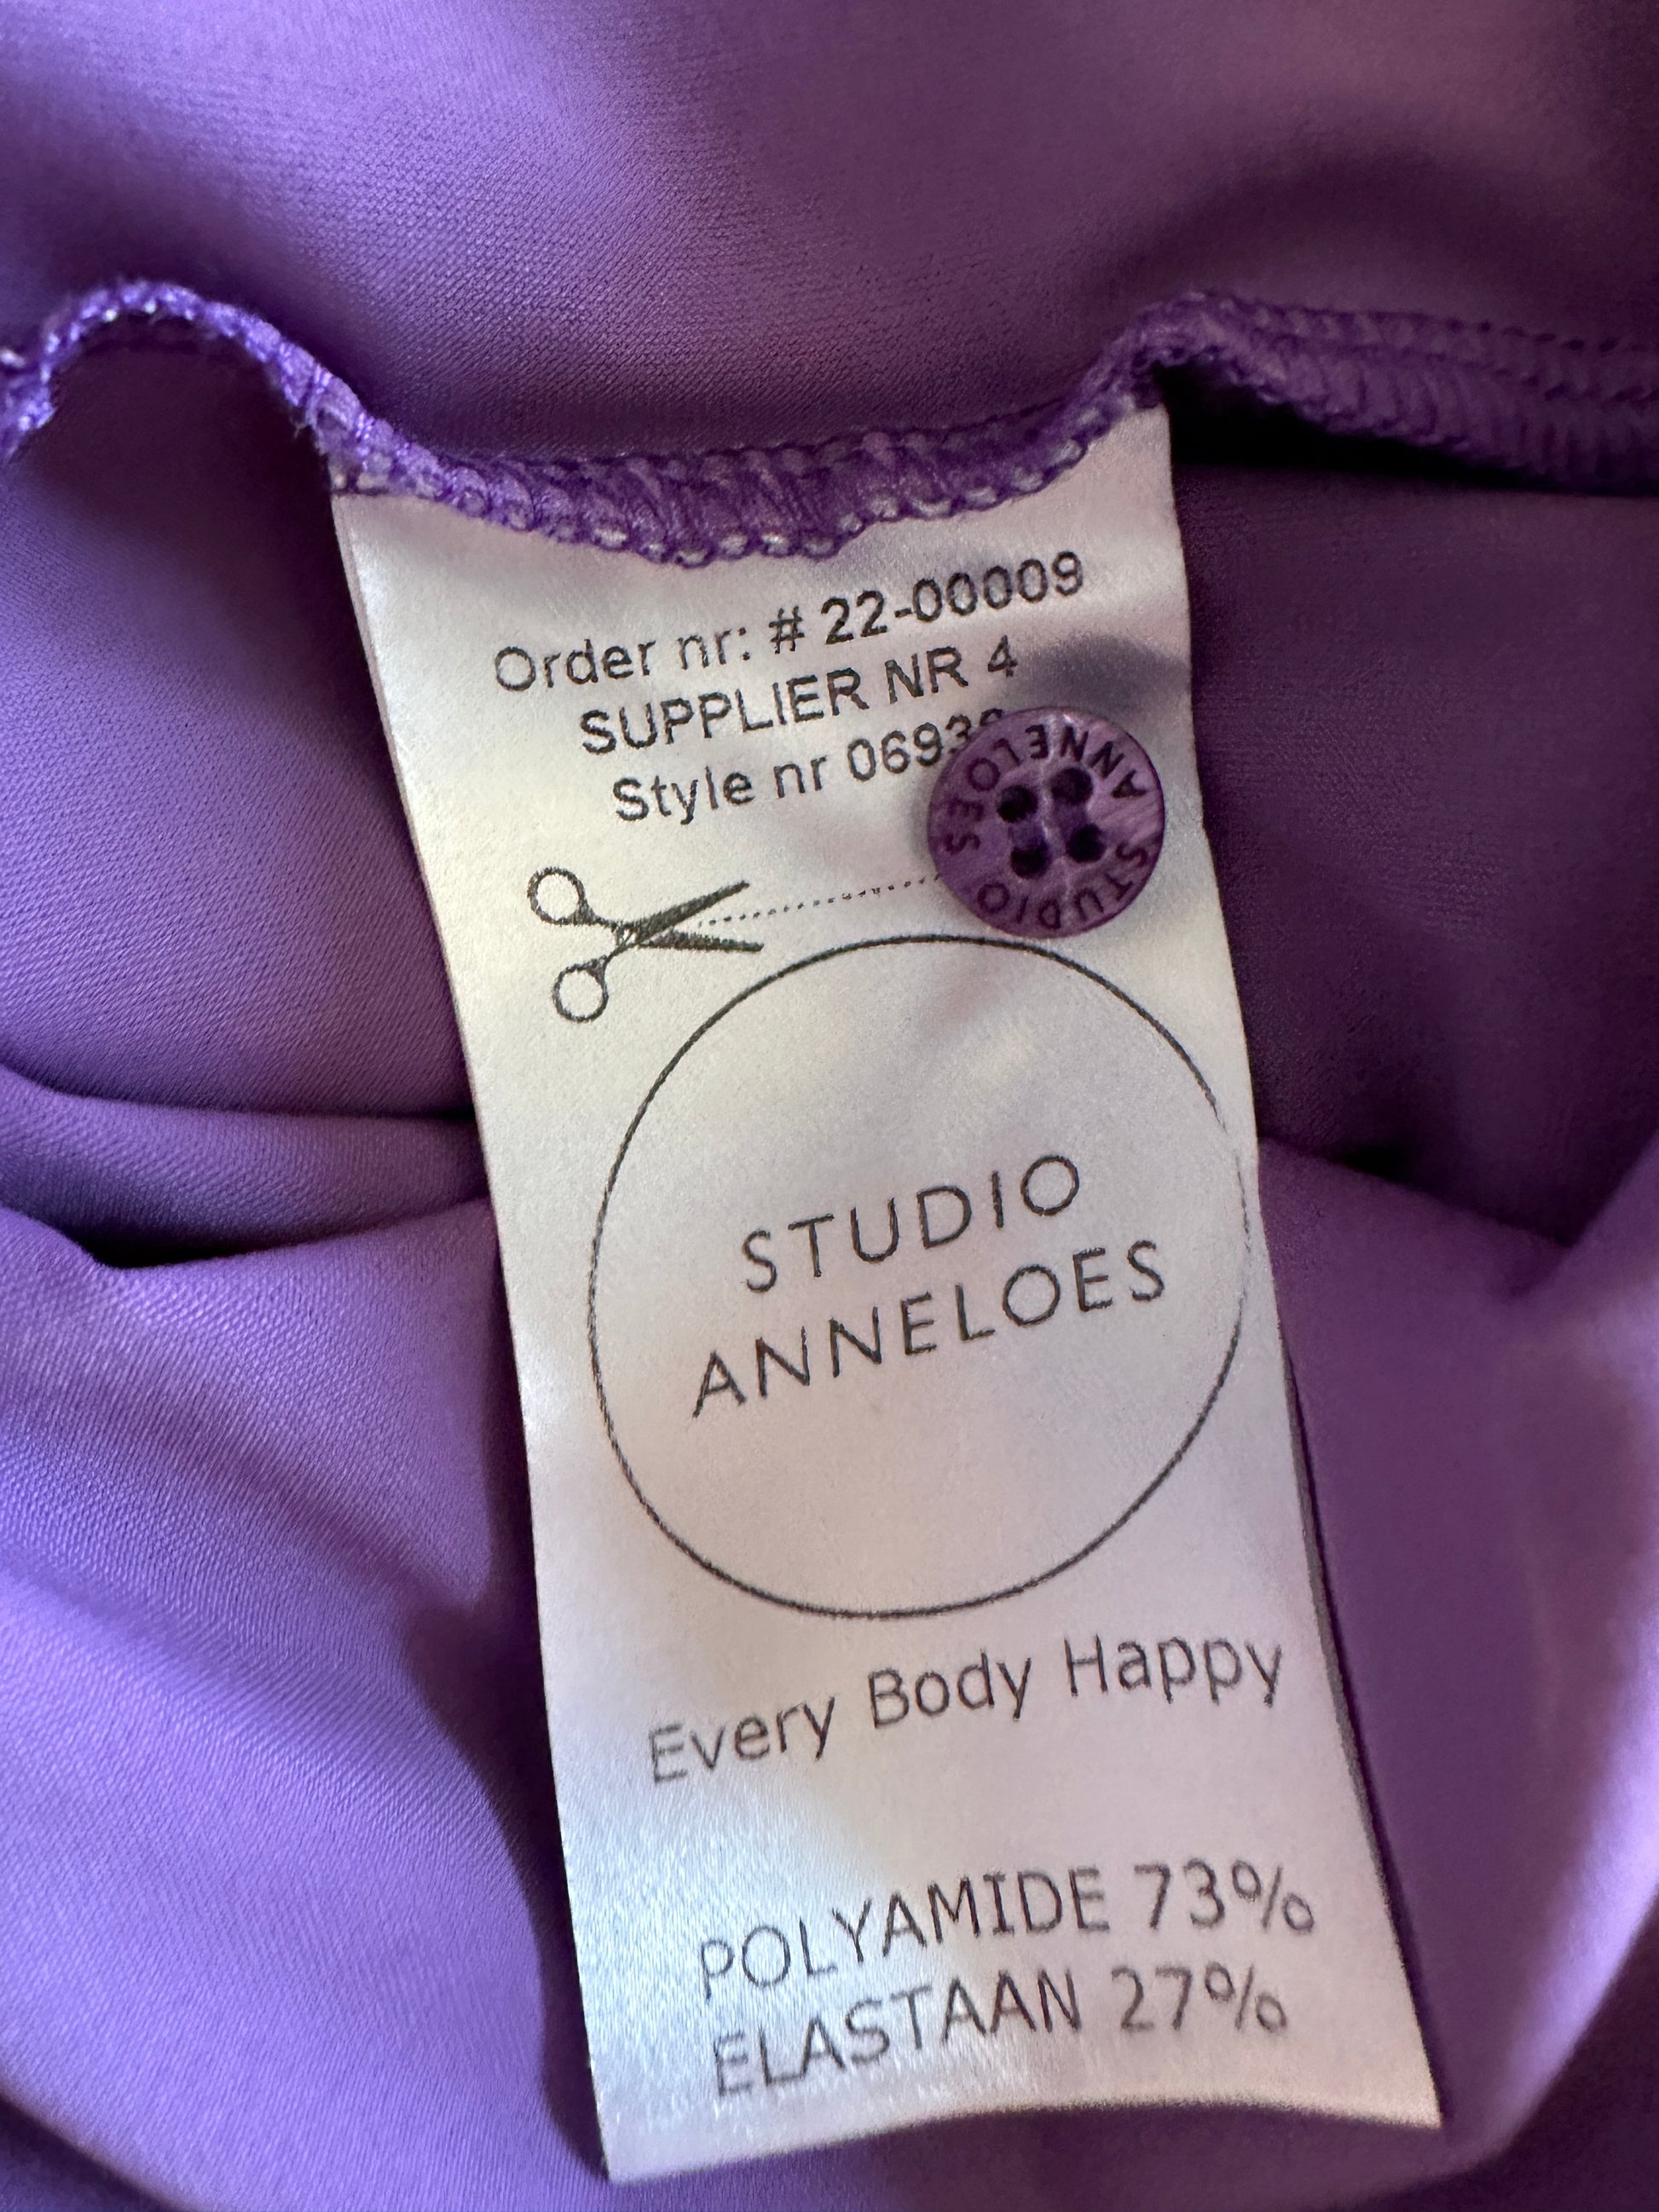 Order nr: # 22-00009
SUPPLIER NR 4
Style nr
STUDIO ANNELOES
STUDIO
ANNELOES
Every Body Happy
POLYAMIDE 73%
ELASTAAN 27%